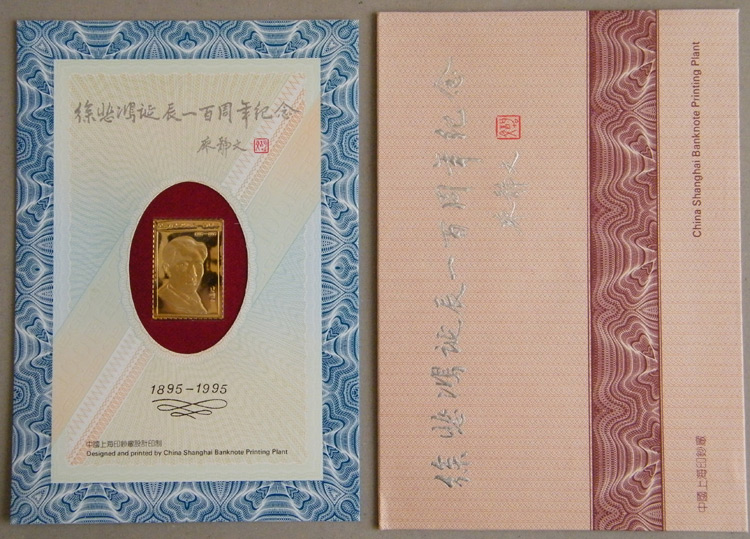 徐悲鸿诞辰一百周年纪念
廖静文
1895-1995
中國上海印鈔廠設計印制
Designed and printed by China Shanghai Banknote Printing Plant
徐悲鸿诞辰一百周年纪念
廖静文
China Shanghai Banknote Printing Plant
中國上海印鈔廠